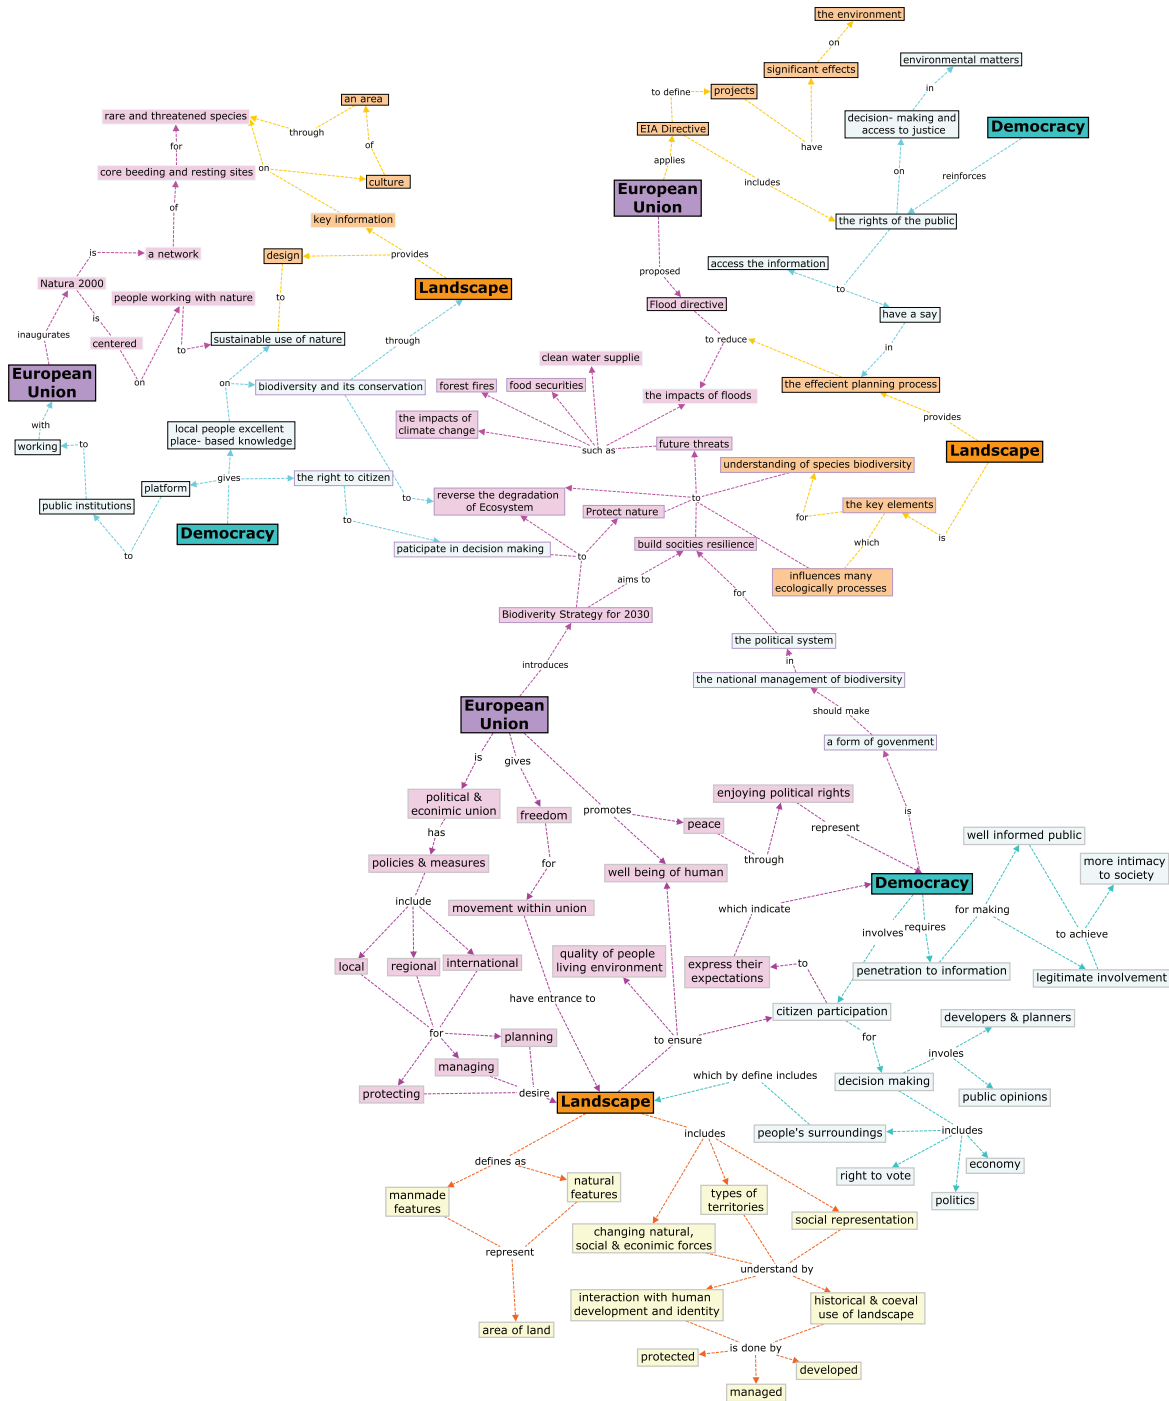 the environment
on
significant effects
environmental matters
to define
projects
in
an area
rare and threatened species
through
EIA Directive
decision- making and
access to justice
Democracy
for
of
applies
have
core beeding and resting sites
on
culture
includes
on
reinforces
European
Union
of
key information
the rights of the public
is
a network
design
provides
access the information
proposed
Natura 2000
people working with nature
to
Landscape
to
Flood directive
have a say
is
inaugurates
centered
to
sustainable use of nature
through
to reduce
in
clean water supplie
European
Union
on
on
biodiversity and its conservation
forest fires
food securities
the impacts of floods
the effecient planning process
with
local people excellent
place- based knowledge
the impacts of
climate change
provides
working
to
such as
future threats
Landscape
gives
the right to citizen
understanding of species biodiversity
platform
public institutions
to
reverse the degradation
of Ecosystem
to
Protect nature
for
the key elements
to
Democracy
is
to
paticipate in decision making
to
build socities resilience
which
aims to
influences many
ecologically processes
for
Biodiverity Strategy for 2030
the political system
introduces
in
the national management of biodiversity
European
Union
should make
a form of govenment
is
gives
political &
econimic union
freedom
promotes
peace
enjoying political rights
is
has
represent
well informed public
policies & measures
for
through
well being of human
more intimacy
to society
Democracy
include
movement within union
which indicate
for making
involves
requires
to achieve
local
regional
international
quality of people
living environment
express their
expectations
to
penetration to information
legitimate involvement
have entrance to
citizen participation
developers & planners
for
planning
to ensure
for
involes
managing
which by define includes
decision making
protecting
desire
Landscape
public opinions
includes
people's surroundings
includes
defines as
economy
right to vote
natural
features
manmade
features
types of
territories
politics
social representation
changing natural,
social & econimic forces
represent
understand by
interaction with human
development and identity
historical & coeval
use of landscape
area of land
is done by
protected
developed
managed